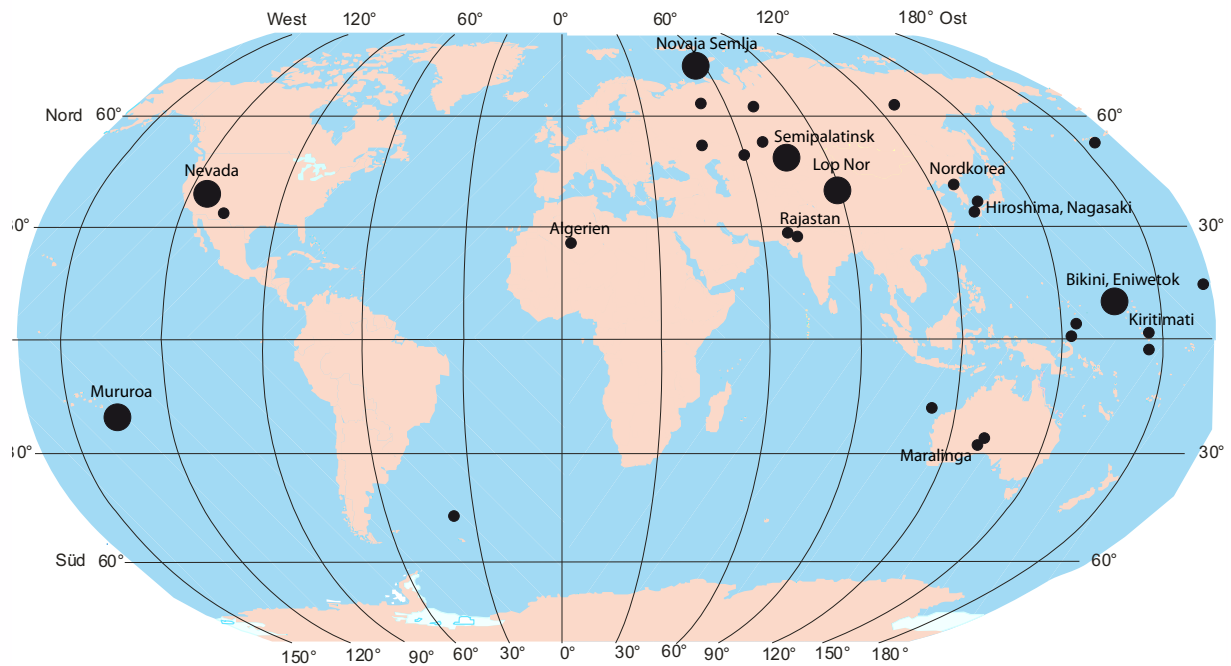 West 120° 60° 0° 60° 120° 180° Ost
Novaja Semlja
Nord 60° 60°
Semipalatinsk
Nevada Lop Nor Nordkorea
Hiroshima, Nagasaki
Rajastan
0° 30°
Algerien
Bikini, Eniwetok
Kiritimati
Mururoa
30° 30°
Maralinga
Süd 60° 60°
150° 120° 90° 60° 30° 0° 30° 60° 90° 120° 150° 180°